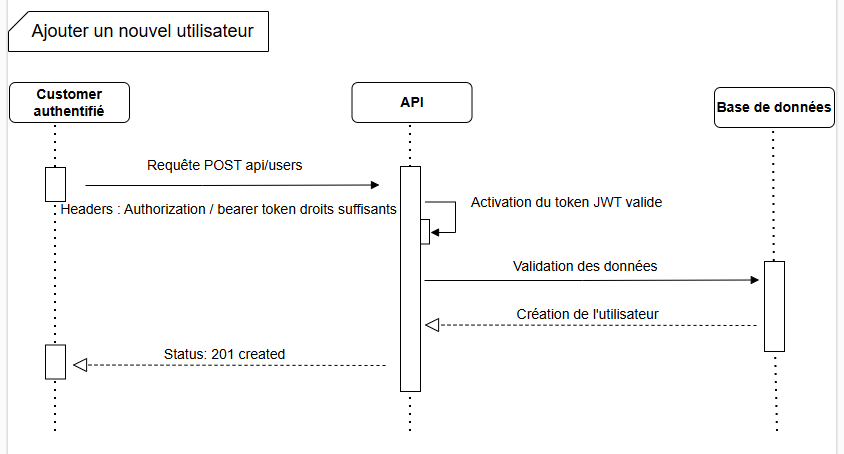 Ajouter un nouvel utilisateur
Customer
authentifié
API
Base de données
Requête POST api/users
Headers : Authorization / bearer token droits suffisants
Activation du token JWT valide
Validation des données
Création de l'utilisateur
Status: 201 created